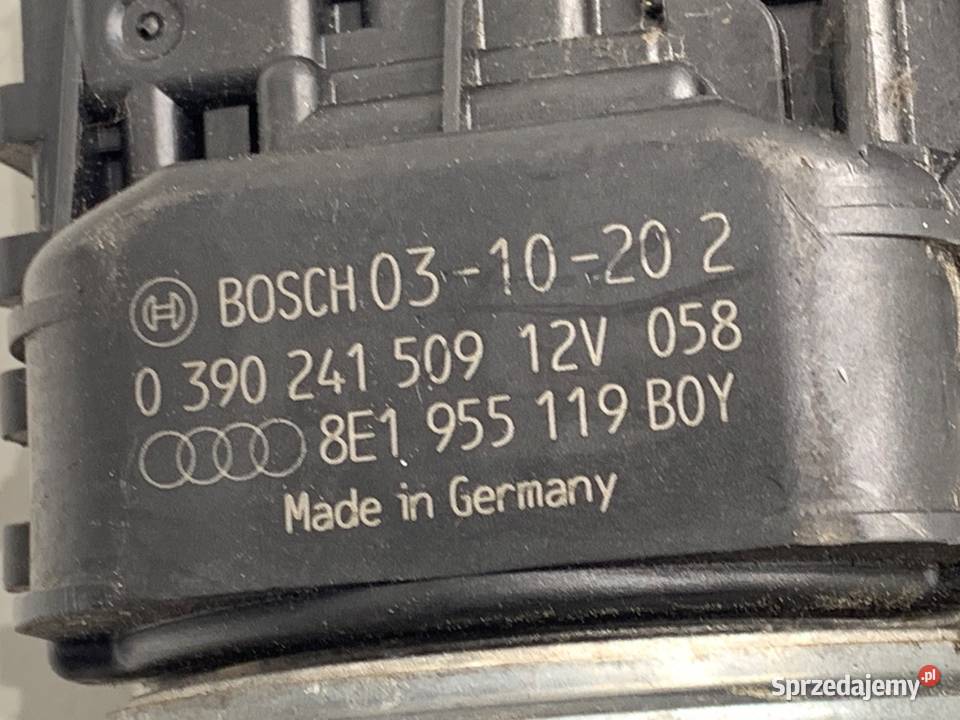 BOSCH 03-10-20 2
0 390 241 509 12V 058
8E1 955 119 B0Y
Made in Germany
Sprzedajemy.pl